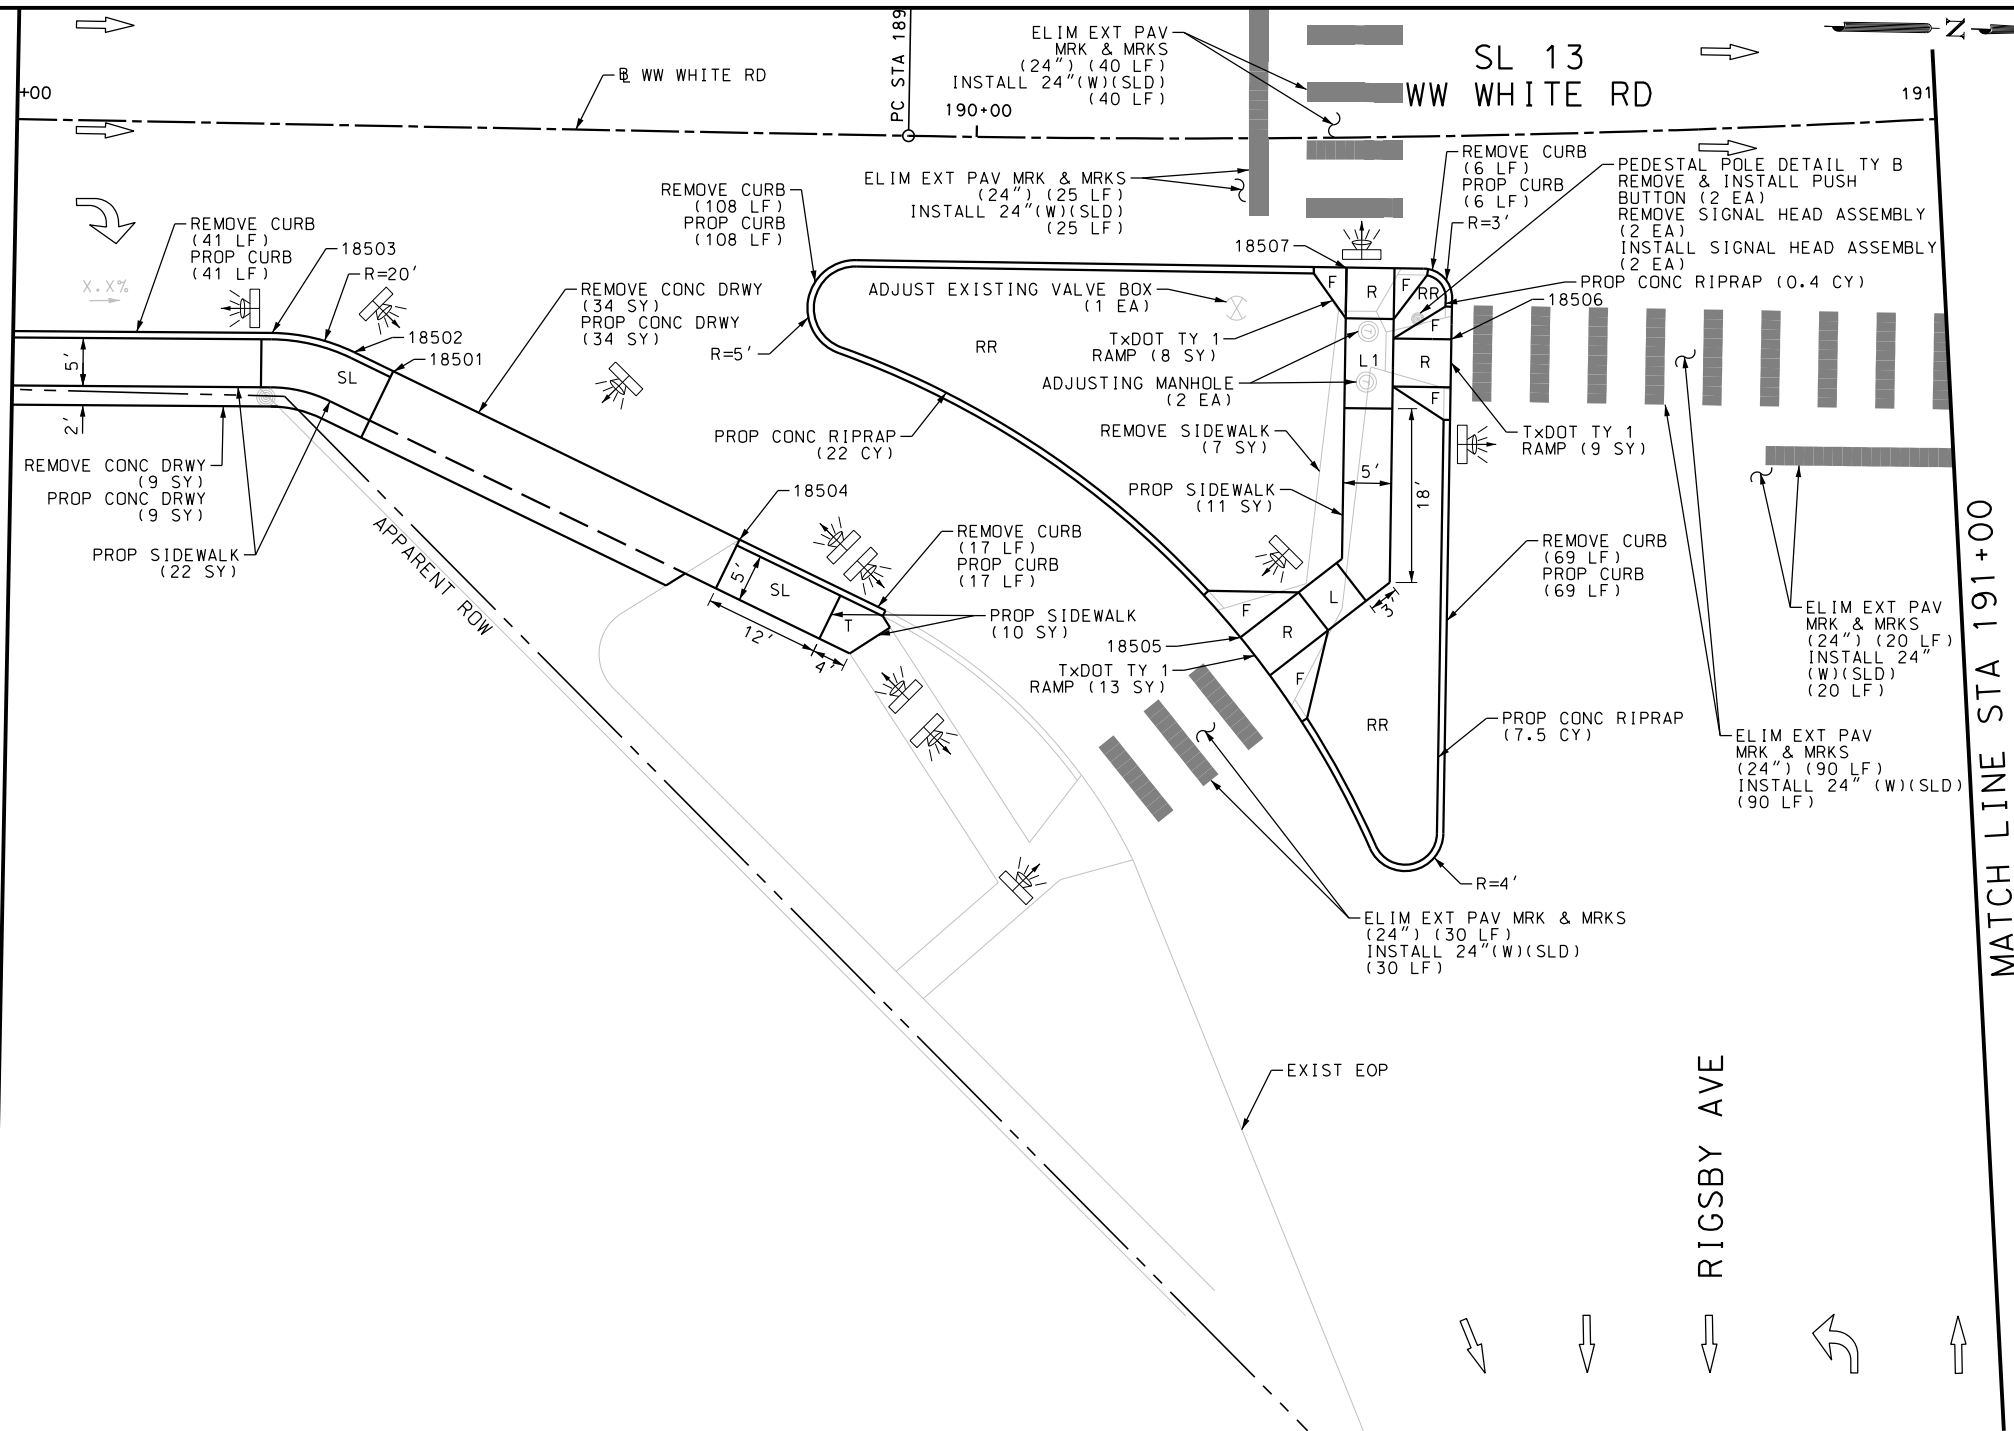 +00
℄ WW WHITE RD
PC STA 189
190+00
ELIM EXT PAV
MRK & MRKS
(24") (40 LF)
INSTALL 24"(W)(SLD)
(40 LF)
SL 13
WW WHITE RD
N
191
REMOVE CURB
(108 LF)
PROP CURB
(108 LF)
ELIM EXT PAV MRK & MRKS
(24") (25 LF)
INSTALL 24"(W)(SLD)
(25 LF)
REMOVE CURB
(6 LF)
PROP CURB
(6 LF)
R=3'
PEDESTAL POLE DETAIL TY B
REMOVE & INSTALL PUSH
BUTTON (2 EA)
REMOVE SIGNAL HEAD ASSEMBLY
(2 EA)
INSTALL SIGNAL HEAD ASSEMBLY
(2 EA)
PROP CONC RIPRAP (0.4 CY)
18506
18507
REMOVE CURB
(41 LF)
PROP CURB
(41 LF)
18503
R=20'
18502
18501
X.X%
REMOVE CONC DRWY
(34 SY)
PROP CONC DRWY
(34 SY)
R=5'
ADJUST EXISTING VALVE BOX
(1 EA)
RR
TxDOT TY 1
RAMP (8 SY)
ADJUSTING MANHOLE
(2 EA)
F
R
F
RR
F
R
F
L1
5'
SL
2'
REMOVE CONC DRWY
(9 SY)
PROP CONC DRWY
(9 SY)
PROP SIDEWALK
(22 SY)
APPARENT ROW
PROP CONC RIPRAP
(22 CY)
REMOVE SIDEWALK
(7 SY)
PROP SIDEWALK
(11 SY)
5'
18'
TxDOT TY 1
RAMP (9 SY)
18504
5'
SL
T
12'
4'
REMOVE CURB
(17 LF)
PROP CURB
(17 LF)
PROP SIDEWALK
(10 SY)
18505
TxDOT TY 1
RAMP (13 SY)
F
R
L
F
3'
RR
REMOVE CURB
(69 LF)
PROP CURB
(69 LF)
PROP CONC RIPRAP
(7.5 CY)
R=4'
ELIM EXT PAV
MRK & MRKS
(24") (20 LF)
INSTALL 24"
(W)(SLD)
(20 LF)
ELIM EXT PAV
MRK & MRKS
(24") (90 LF)
INSTALL 24" (W)(SLD)
(90 LF)
ELIM EXT PAV MRK & MRKS
(24") (30 LF)
INSTALL 24"(W)(SLD)
(30 LF)
EXIST EOP
RIGSBY AVE
MATCH LINE STA 191+00